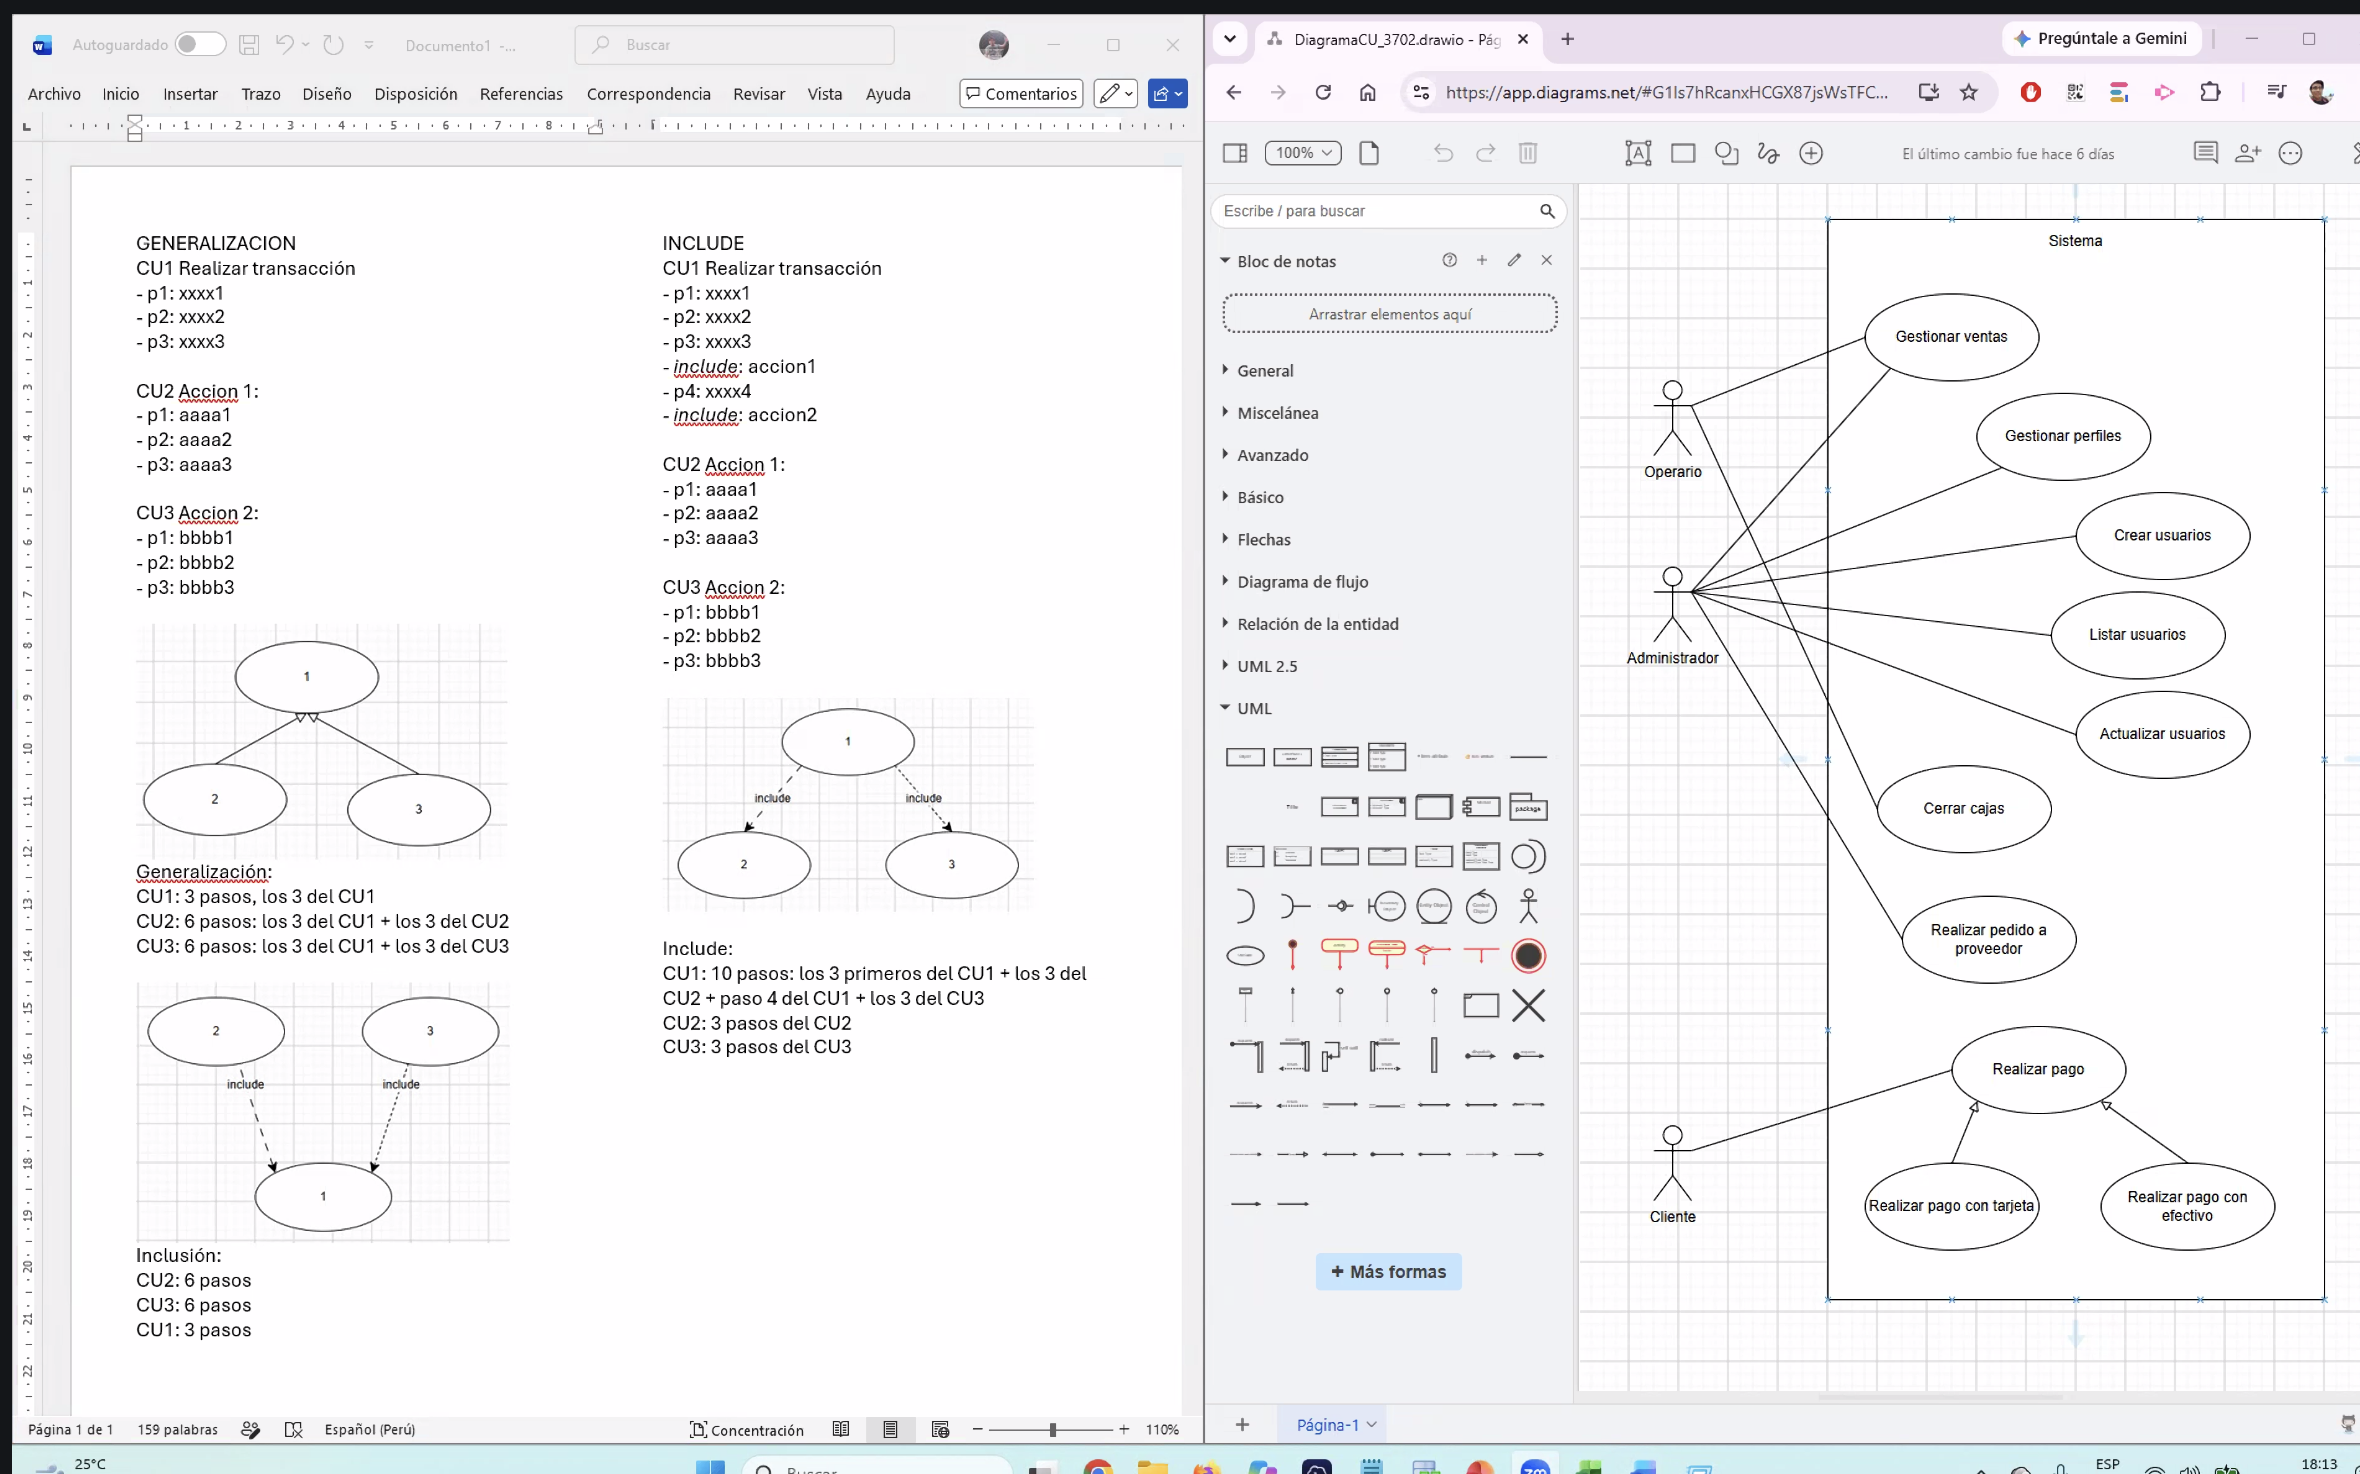 Autoguardado
Documento1 -...
Buscar
Archivo Inicio Insertar Trazo Diseño Disposición Referencias Correspondencia Revisar Vista Ayuda
Comentarios
GENERALIZACION
CU1 Realizar transacción
- p1: xxxx1
- p2: xxxx2
- p3: xxxx3
CU2 Accion 1:
- p1: aaaa1
- p2: aaaa2
- p3: aaaa3
CU3 Accion 2:
- p1: bbbb1
- p2: bbbb2
- p3: bbbb3
1
2
3
Generalización:
CU1: 3 pasos, los 3 del CU1
CU2: 6 pasos: los 3 del CU1 + los 3 del CU2
CU3: 6 pasos: los 3 del CU1 + los 3 del CU3
2
3
include
include
1
Inclusión:
CU2: 6 pasos
CU3: 6 pasos
CU1: 3 pasos
INCLUDE
CU1 Realizar transacción
- p1: xxxx1
- p2: xxxx2
- p3: xxxx3
- include: accion1
- p4: xxxx4
- include: accion2
CU2 Accion 1:
- p1: aaaa1
- p2: aaaa2
- p3: aaaa3
CU3 Accion 2:
- p1: bbbb1
- p2: bbbb2
- p3: bbbb3
1
include
include
2
3
Include:
CU1: 10 pasos: los 3 primeros del CU1 + los 3 del
CU2 + paso 4 del CU1 + los 3 del CU3
CU2: 3 pasos del CU2
CU3: 3 pasos del CU3
Página 1 de 1
159 palabras
Español (Perú)
Concentración
110%
DiagramaCU_3702.drawio - Pág
Pregúntale a Gemini
https://app.diagrams.net/#G1Is7hRcanxHCGX87jsWsTFC...
100%
El último cambio fue hace 6 días
Escribe / para buscar
Bloc de notas
Arrastrar elementos aquí
General
Miscelánea
Avanzado
Básico
Flechas
Diagrama de flujo
Relación de la entidad
UML 2.5
UML
package
+ Más formas
Sistema
Gestionar ventas
Operario
Gestionar perfiles
Crear usuarios
Administrador
Listar usuarios
Actualizar usuarios
Cerrar cajas
Realizar pedido a
proveedor
Realizar pago
Cliente
Realizar pago con tarjeta
Realizar pago con
efectivo
Página-1
25°C
Buscar
ESP
18:13